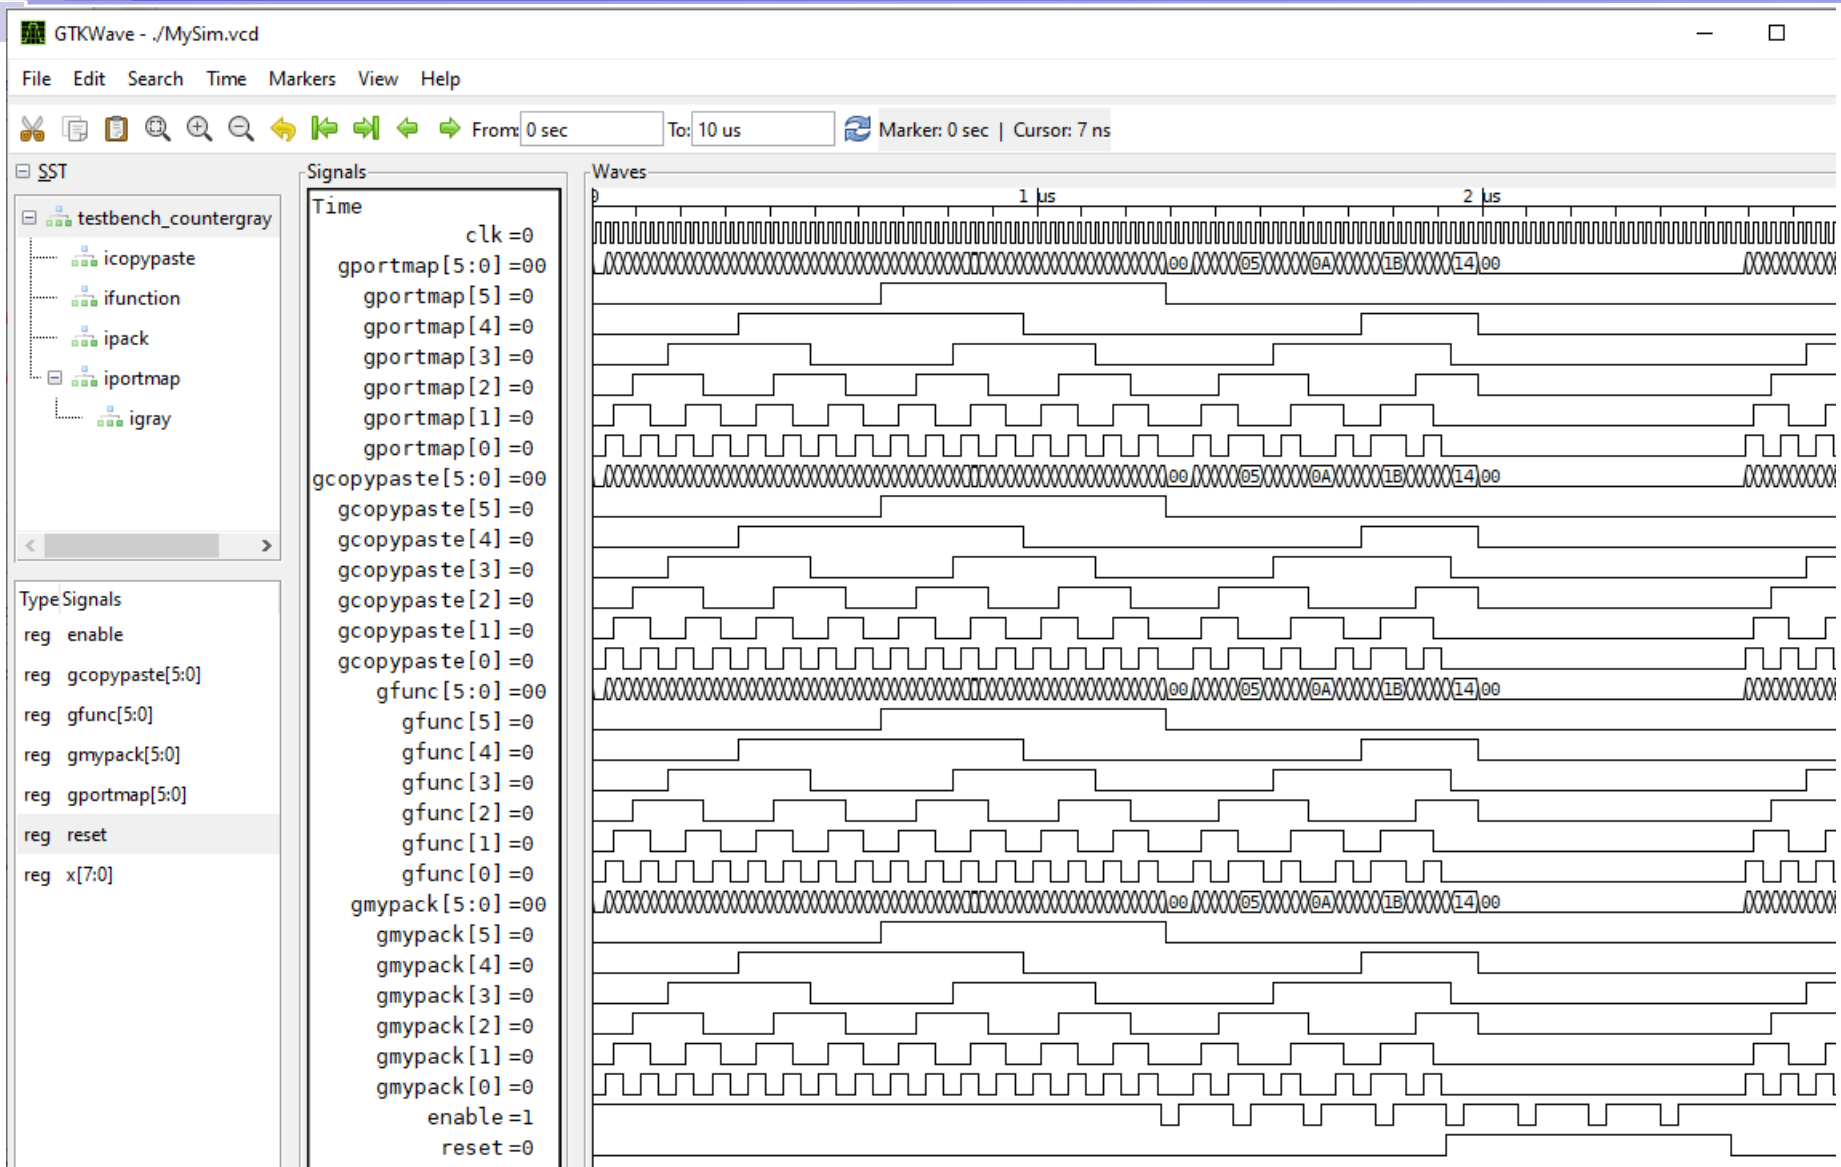 GTKWave - ./MySim.vcd
File Edit Search Time Markers View Help
From: 0 sec To: 10 us Marker: 0 sec | Cursor: 7 ns
SST
testbench_countergray
icopypaste
ifunction
ipack
iportmap
igray
Type Signals
reg enable
reg gcopypaste[5:0]
reg gfunc[5:0]
reg gmypack[5:0]
reg gportmap[5:0]
reg reset
reg x[7:0]
Signals
Time
clk =0
gportmap[5:0] =00
gportmap[5] =0
gportmap[4] =0
gportmap[3] =0
gportmap[2] =0
gportmap[1] =0
gportmap[0] =0
gcopypaste[5:0] =00
gcopypaste[5] =0
gcopypaste[4] =0
gcopypaste[3] =0
gcopypaste[2] =0
gcopypaste[1] =0
gcopypaste[0] =0
gfunc[5:0] =00
gfunc[5] =0
gfunc[4] =0
gfunc[3] =0
gfunc[2] =0
gfunc[1] =0
gfunc[0] =0
gmypack[5:0] =00
gmypack[5] =0
gmypack[4] =0
gmypack[3] =0
gmypack[2] =0
gmypack[1] =0
gmypack[0] =0
enable =1
reset =0
Waves
0 1 us 2 us
00 05 0A 1B 14 00
00 05 0A 1B 14 00
00 05 0A 1B 14 00
00 05 0A 1B 14 00